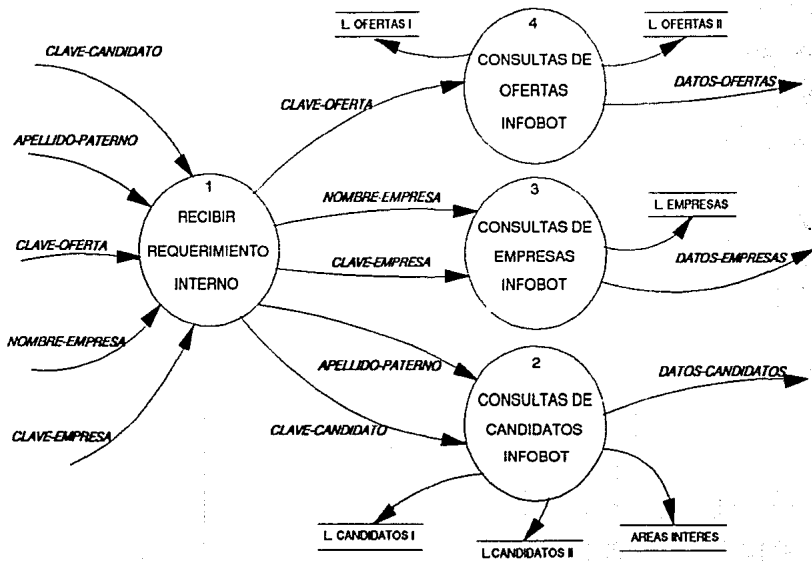 L. OFERTAS I
L. OFERTAS II
4
CONSULTAS DE
OFERTAS
INFOBOT
DATOS-OFERTAS
CLAVE-CANDIDATO
CLAVE-OFERTA
APELLIDO-PATERNO
1
RECIBIR
REQUERIMIENTO
INTERNO
NOMBRE-EMPRESA
3
CONSULTAS DE
EMPRESAS
INFOBOT
L. EMPRESAS
DATOS-EMPRESAS
CLAVE-OFERTA
CLAVE-EMPRESA
NOMBRE-EMPRESA
APELLIDO-PATERNO
2
CONSULTAS DE
CANDIDATOS
INFOBOT
DATOS-CANDIDATOS
CLAVE-EMPRESA
CLAVE-CANDIDATO
L. CANDIDATOS I
L.CANDIDATOS II
AREAS INTERES